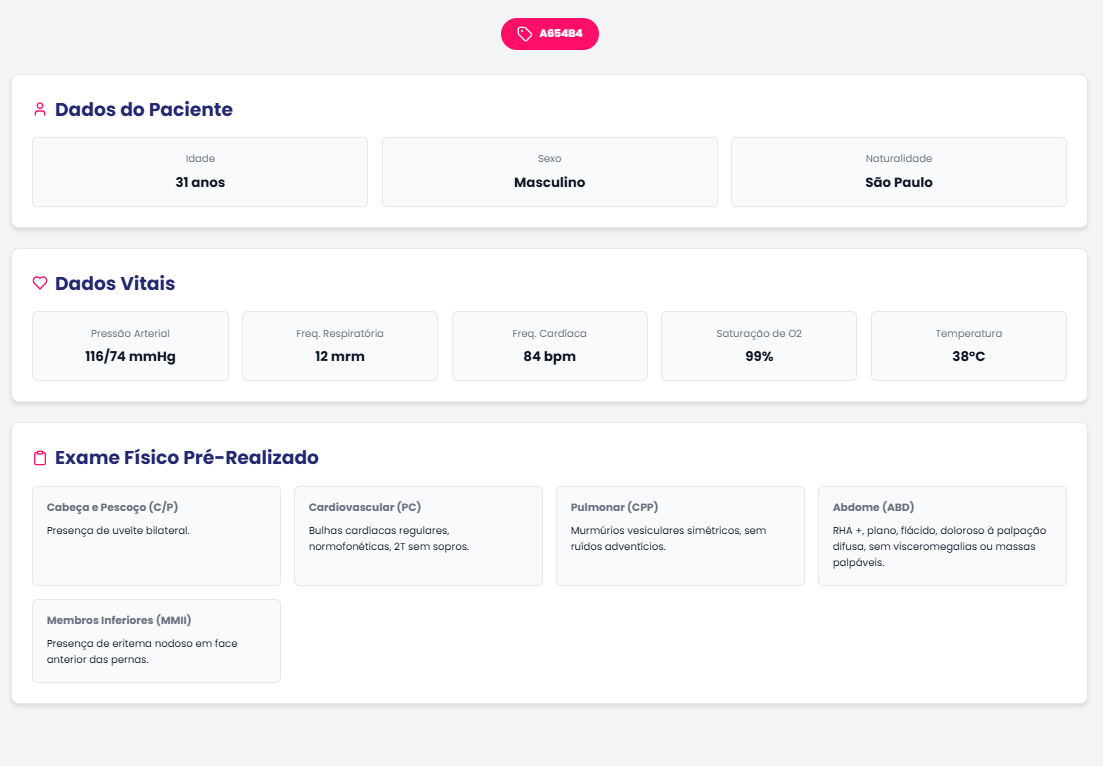 A654B4
Dados do Paciente
Idade
31 anos
Sexo
Masculino
Naturalidade
São Paulo
Dados Vitais
Pressão Arterial
116/74 mmHg
Freq. Respiratória
12 mrm
Freq. Cardíaca
84 bpm
Saturação de O2
99%
Temperatura
38°C
Exame Físico Pré-Realizado
Cabeça e Pescoço (C/P)
Presença de uveíte bilateral.
Cardiovascular (PC)
Bulhas cardíacas regulares,
normofonéticas, 2T sem sopros.
Pulmonar (CPP)
Murmúrios vesiculares simétricos, sem
ruídos adventícios.
Abdome (ABD)
RHA +, plano, flácido, doloroso à palpação
difusa, sem visceromegalias ou massas
palpáveis.
Membros Inferiores (MMII)
Presença de eritema nodoso em face
anterior das pernas.